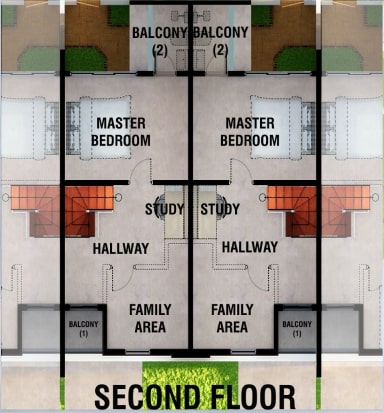 BALCONY BALCONY
(2) (2)
MASTER MASTER
BEDROOM BEDROOM
STUDY STUDY
HALLWAY HALLWAY
FAMILY FAMILY
AREA AREA
BALCONY BALCONY
(1) (1)
SECOND FLOOR